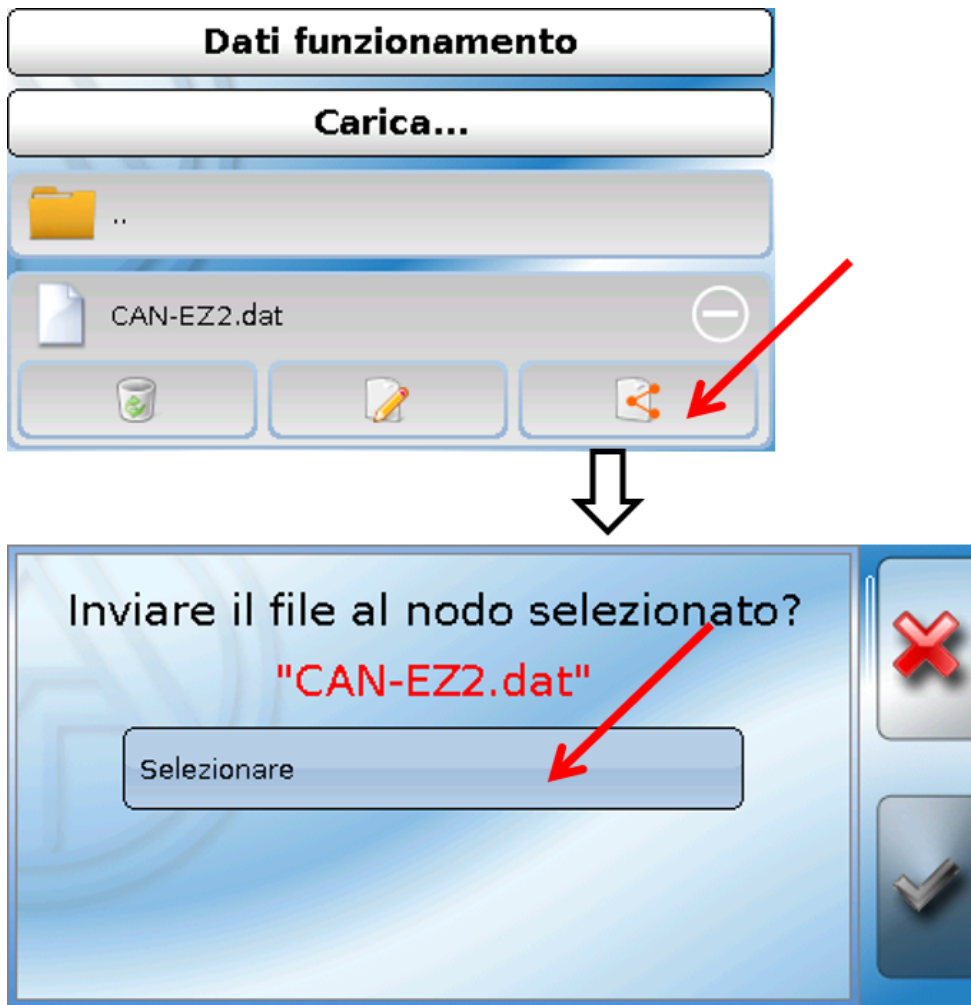 Dati funzionamento
Carica...
..
CAN-EZ2.dat
Inviare il file al nodo selezionato?
"CAN-EZ2.dat"
Selezionare